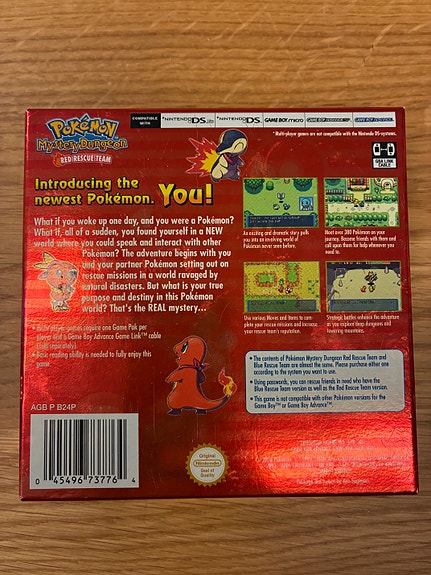 POKéMON
Mystery Dungeon
RED RESCUE TEAM
COMPATIBLE
WITH
NINTENDO DS Lite
NINTENDO DS
GAME BOY micro
GAME BOY ADVANCE SP
GAME BOY ADVANCE
*Multi-player games are not compatible with the Nintendo DS-systems.
GBA LINK
CABLE
Introducing the
newest Pokémon. You!
What if you woke up one day, and you were a Pokémon?
What if, all of a sudden, you found yourself in a NEW
world where you could speak and interact with other
Pokémon? The adventure begins with you
and your partner Pokémon setting out on
rescue missions in a world ravaged by
natural disasters. But what is your true
purpose and destiny in this Pokémon
world? That's the REAL mystery...
games require one Game Pak per
player and a Game Boy Advance Game Link™ cable
(sold separately)
• Basic reading ability is needed to fully enjoy this
game.
An exciting and dramatic story pulls
you into an involving world of
Pokémon never seen before.
Meet over 380 Pokémon on your
journey. Become friends with them and
call upon them for help whenever you
need to.
Use various Moves and Items to com-
plete your rescue missions and increase
your rescue team's reputation.
Strategic battles enhance the adventure
as you explore deep dungeons and
towering mountains.
• The contents of Pokémon Mystery Dungeon Red Rescue Team and
Blue Rescue Team are almost the same. Please purchase either one
according to the system you want to use.
• Using passwords, you can rescue friends in need who have the
Blue Rescue Team version as well as the Red Rescue Team version.
• This game is not compatible with other Pokémon versions for the
Game Boy™ or Game Boy Advance™.
AGB P B24P
0 45496 73776 4
Original
Nintendo
Seal of
Quality